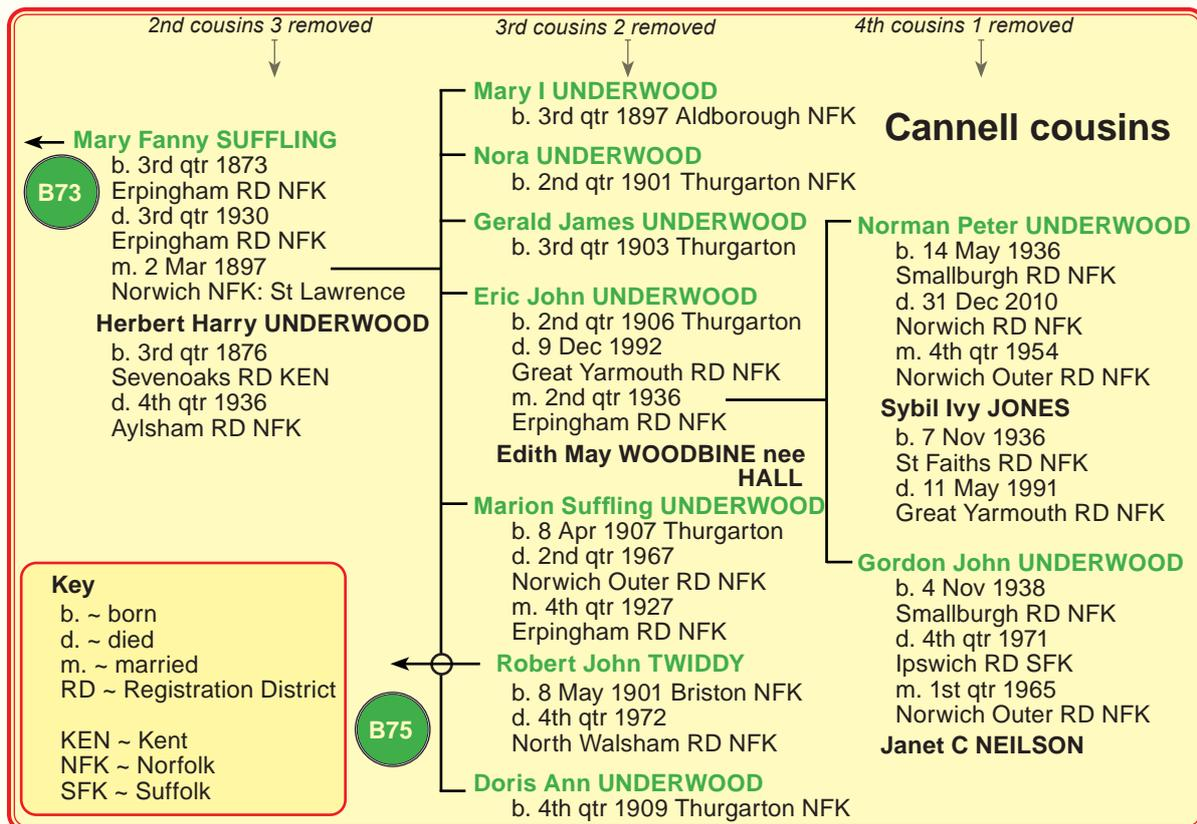 2nd cousins 3 removed
3rd cousins 2 removed
4th cousins 1 removed
Cannell cousins
Mary Fanny SUFFLING
b. 3rd qtr 1873
Erpingham RD NFK
d. 3rd qtr 1930
Erpingham RD NFK
m. 2 Mar 1897
Norwich NFK: St Lawrence
B73
Herbert Harry UNDERWOOD
b. 3rd qtr 1876
Sevenoaks RD KEN
d. 4th qtr 1936
Aylsham RD NFK
Mary I UNDERWOOD
b. 3rd qtr 1897 Aldborough NFK
Nora UNDERWOOD
b. 2nd qtr 1901 Thurgarton NFK
Gerald James UNDERWOOD
b. 3rd qtr 1903 Thurgarton
Eric John UNDERWOOD
b. 2nd qtr 1906 Thurgarton
d. 9 Dec 1992
Great Yarmouth RD NFK
m. 2nd qtr 1936
Erpingham RD NFK
Edith May WOODBINE nee
HALL
Marion Suffling UNDERWOOD
b. 8 Apr 1907 Thurgarton
d. 2nd qtr 1967
Norwich Outer RD NFK
m. 4th qtr 1927
Erpingham RD NFK
Robert John TWIDDY
b. 8 May 1901 Briston NFK
d. 4th qtr 1972
North Walsham RD NFK
B75
Doris Ann UNDERWOOD
b. 4th qtr 1909 Thurgarton NFK
Norman Peter UNDERWOOD
b. 14 May 1936
Smallburgh RD NFK
d. 31 Dec 2010
Norwich RD NFK
m. 4th qtr 1954
Norwich Outer RD NFK
Sybil Ivy JONES
b. 7 Nov 1936
St Faiths RD NFK
d. 11 May 1991
Great Yarmouth RD NFK
Gordon John UNDERWOOD
b. 4 Nov 1938
Smallburgh RD NFK
d. 4th qtr 1971
Ipswich RD SFK
m. 1st qtr 1965
Norwich Outer RD NFK
Janet C NEILSON
Key
b. ~ born
d. ~ died
m. ~ married
RD ~ Registration District
KEN ~ Kent
NFK ~ Norfolk
SFK ~ Suffolk